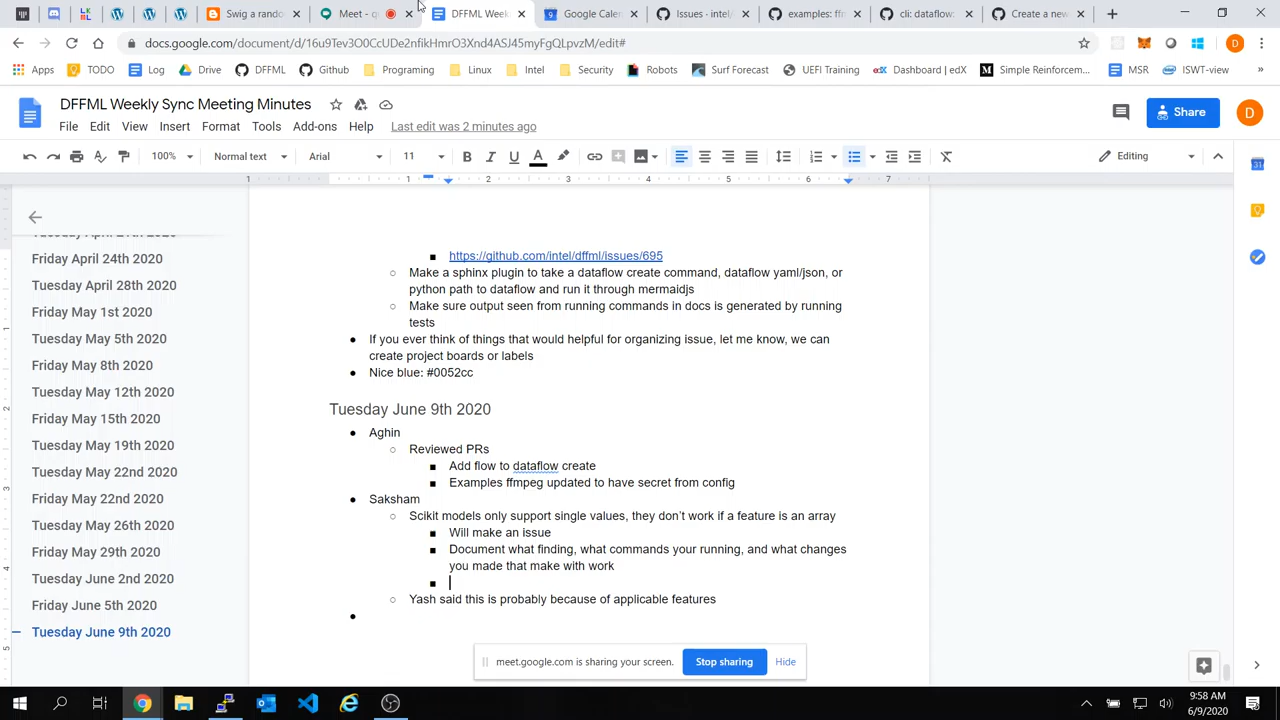 Swig a rando
Meet - q
DFFML Week
Google Cale
Issues · intel/
examples: ffm
cli: dataflow:
Create a new
docs.google.com/document/d/16u9Tev3O0CcUDe2nfikHmrO3Xnd4ASJ45myFgQLpvzM/edit#
Apps TODO Log Drive DFFML Github Programing Linux Intel Security Robots Surf Forecast UEFI Training Dashboard | edX Simple Reinforcem... MSR ISWT-view
DFFML Weekly Sync Meeting Minutes
File Edit View Insert Format Tools Add-ons Help Last edit was 2 minutes ago
Share
100% Normal text Arial 11 Editing
1 1 2 3 4 5 6 7
Friday April 24th 2020
Tuesday April 28th 2020
Friday May 1st 2020
Tuesday May 5th 2020
Friday May 8th 2020
Tuesday May 12th 2020
Friday May 15th 2020
Tuesday May 19th 2020
Tuesday May 22nd 2020
Friday May 22nd 2020
Tuesday May 26th 2020
Friday May 29th 2020
Tuesday June 2nd 2020
Friday June 5th 2020
Tuesday June 9th 2020
https://github.com/intel/dffml/issues/695
Make a sphinx plugin to take a dataflow create command, dataflow yaml/json, or
python path to dataflow and run it through mermaidjs
Make sure output seen from running commands in docs is generated by running
tests
If you ever think of things that would helpful for organizing issue, let me know, we can
create project boards or labels
Nice blue: #0052cc
Tuesday June 9th 2020
Aghin
Reviewed PRs
Add flow to dataflow create
Examples ffmpeg updated to have secret from config
Saksham
Scikit models only support single values, they don't work if a feature is an array
Will make an issue
Document what finding, what commands your running, and what changes
you made that make with work
Yash said this is probably because of applicable features
meet.google.com is sharing your screen. Stop sharing Hide
9:58 AM
6/9/2020